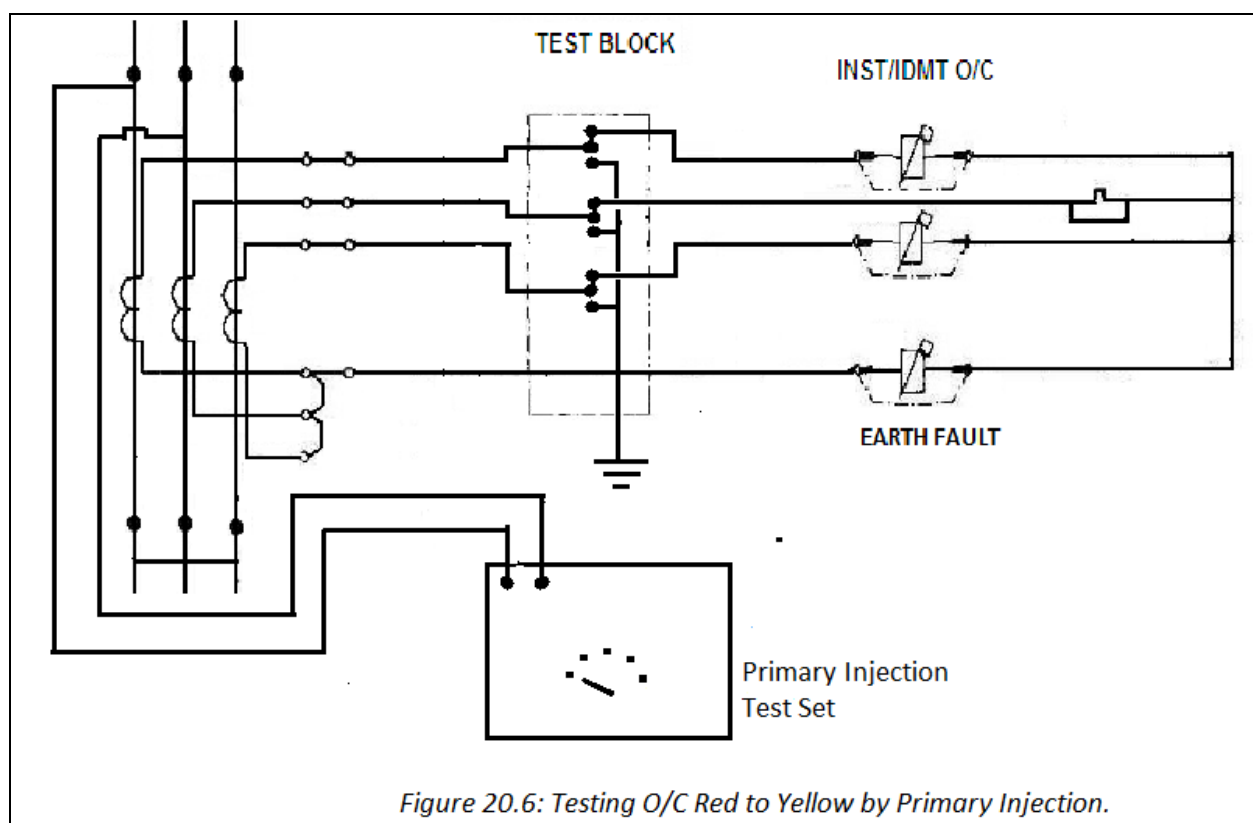 TEST BLOCK
INST/IDMT O/C
EARTH FAULT
Primary Injection
Test Set
Figure 20.6: Testing O/C Red to Yellow by Primary Injection.